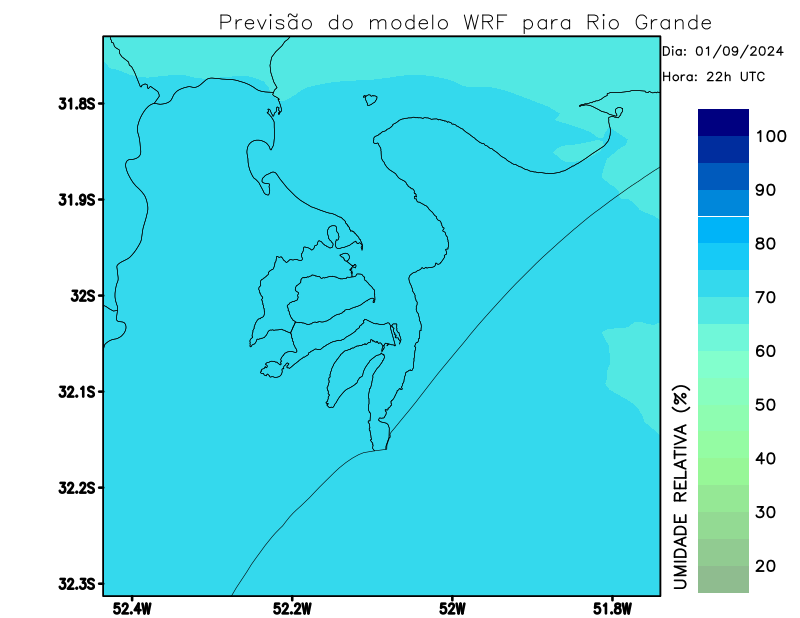 Previsão do modelo WRF para Rio Grande
Dia: 01/09/2024
Hora: 22h UTC
31.8S
31.9S
32S
32.1S
32.2S
32.3S
52.4W
52.2W
52W
51.8W
100
90
80
70
60
50
40
30
20
UMIDADE RELATIVA (%)